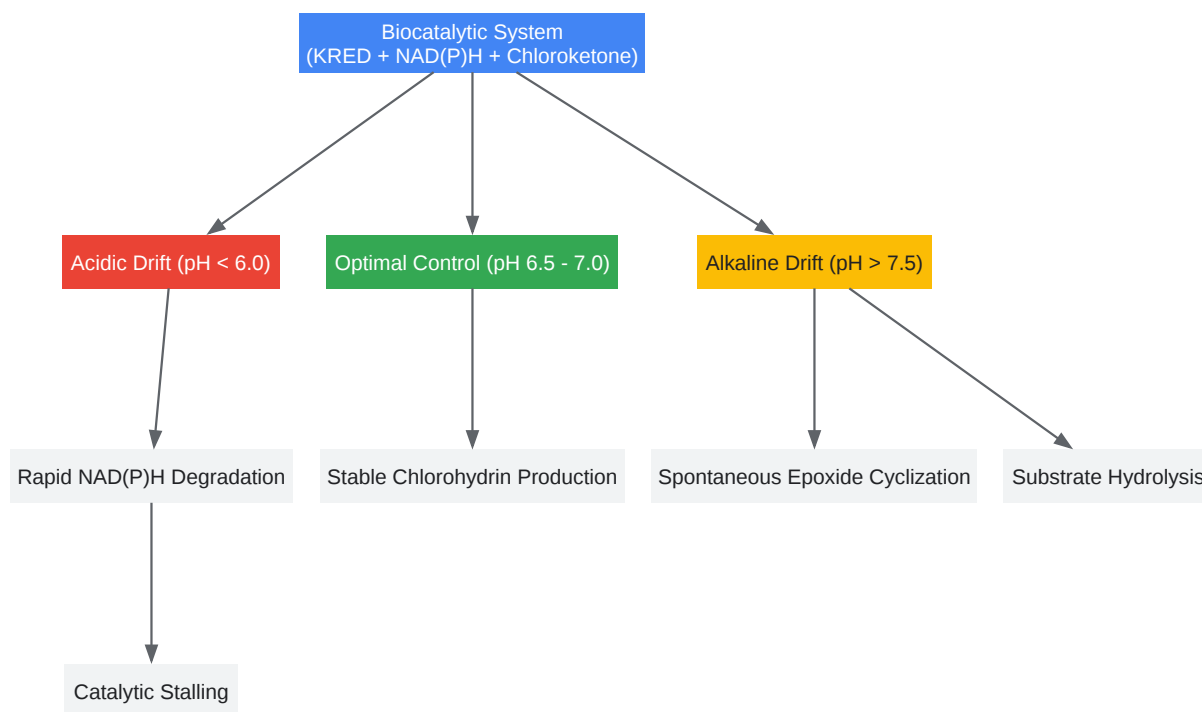 Biocatalytic System
(KRED + NAD(P)H + Chloroketone)
Acidic Drift (pH < 6.0)
Optimal Control (pH 6.5 - 7.0)
Alkaline Drift (pH > 7.5)
Rapid NAD(P)H Degradation
Stable Chlorohydrin Production
Spontaneous Epoxide Cyclization
Substrate Hydrolysis
Catalytic Stalling